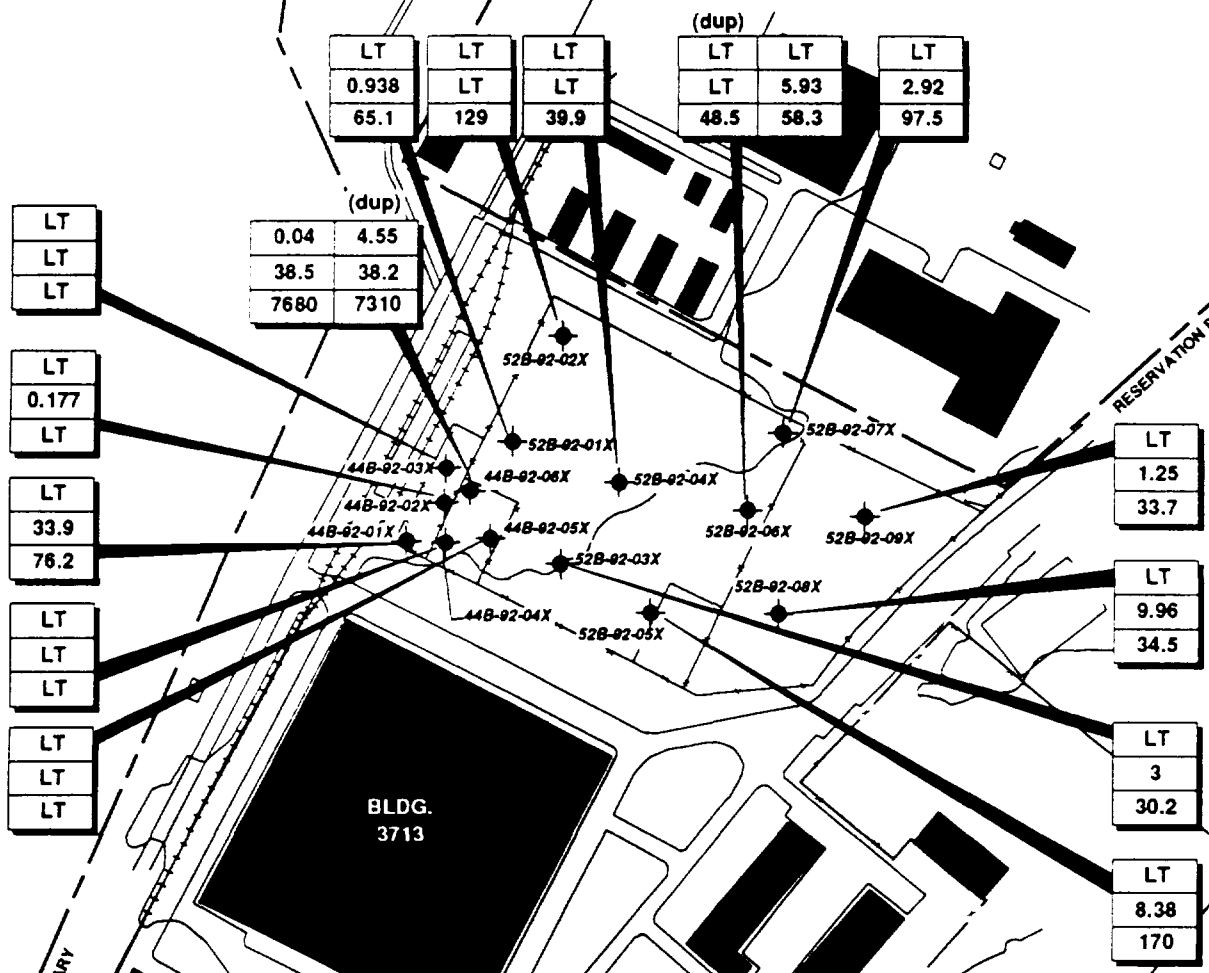 (dup)
LT
0.938
65.1
LT
LT
129
LT
LT
39.9
LT LT
LT 5.93
48.5 58.3
LT
2.92
97.5
(dup)
0.04 4.55
38.5 38.2
7680 7310
LT
LT
LT
LT
0.177
LT
LT
33.9
76.2
LT
LT
LT
LT
LT
LT
52B-92-02X
52B-92-01X
52B-92-07X
44B-92-03X
44B-92-06X
52B-92-04X
44B-92-02X
44B-92-01X
44B-92-05X
52B-92-06X
52B-92-09X
52B-92-03X
52B-92-08X
44B-92-04X
52B-92-05X
RESERVATION
LT
1.25
33.7
LT
9.96
34.5
LT
3
30.2
LT
8.38
170
BLDG.
3713